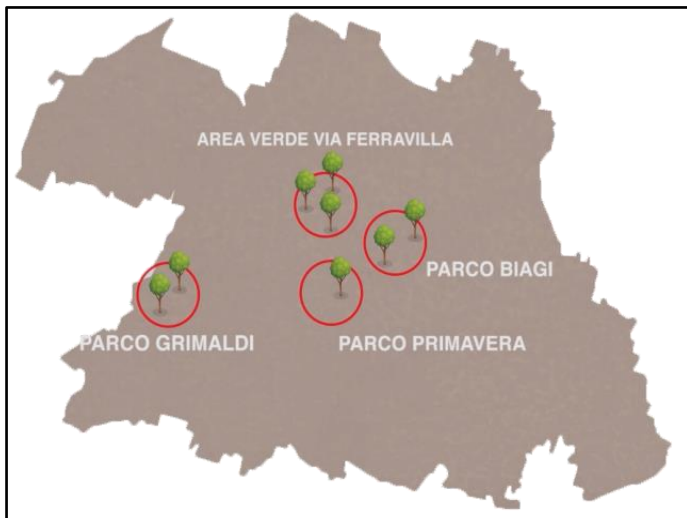 AREA VERDE VIA FERRAVILLA
PARCO BIAGI
PARCO GRIMALDI
PARCO PRIMAVERA